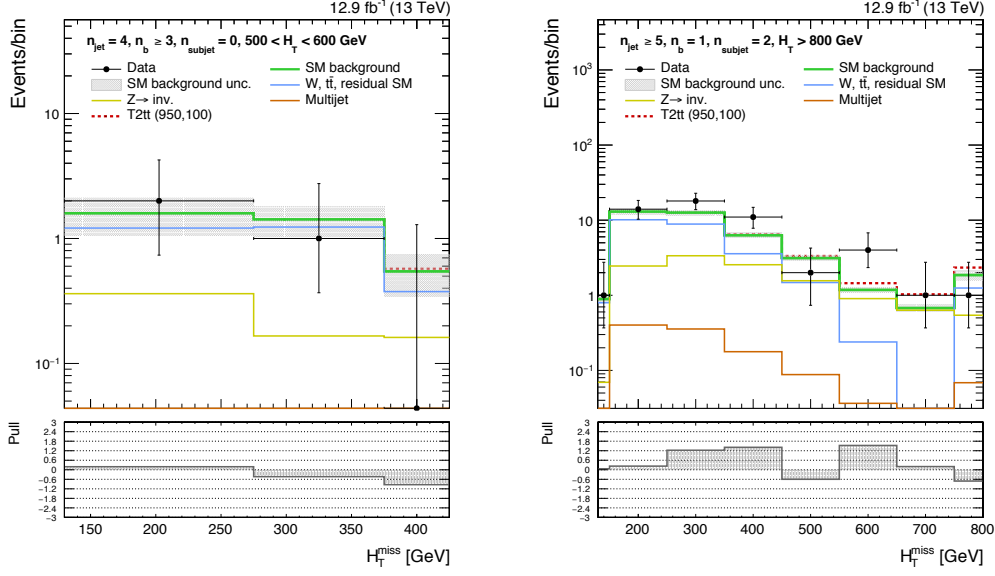 12.9 fb⁻¹ (13 TeV)
Events/bin
n_jet = 4, n_b ≥ 3, n_subjet = 0, 500 < H_T < 600 GeV
Data
SM background
SM background unc.
W, tt̄, residual SM
Z→ inv.
Multijet
T2tt (950,100)
10
1
10⁻¹
Pull
3
2.4
1.8
1.2
0.6
0
−0.6
−1.2
−1.8
−2.4
−3
150 200 250 300 350 400
H_T^miss [GeV]
12.9 fb⁻¹ (13 TeV)
Events/bin
n_jet ≥ 5, n_b = 1, n_subjet = 2, H_T > 800 GeV
Data
SM background
SM background unc.
W, tt̄, residual SM
Z→ inv.
Multijet
T2tt (950,100)
10³
10²
10
1
10⁻¹
Pull
3
2.4
1.8
1.2
0.6
0
−0.6
−1.2
−1.8
−2.4
−3
200 300 400 500 600 700 800
H_T^miss [GeV]